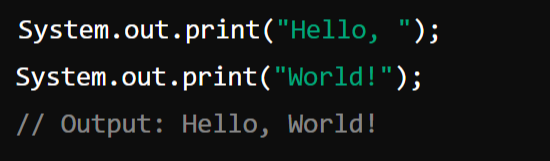 System.out.print("Hello, ");
System.out.print("World!");
// Output: Hello, World!